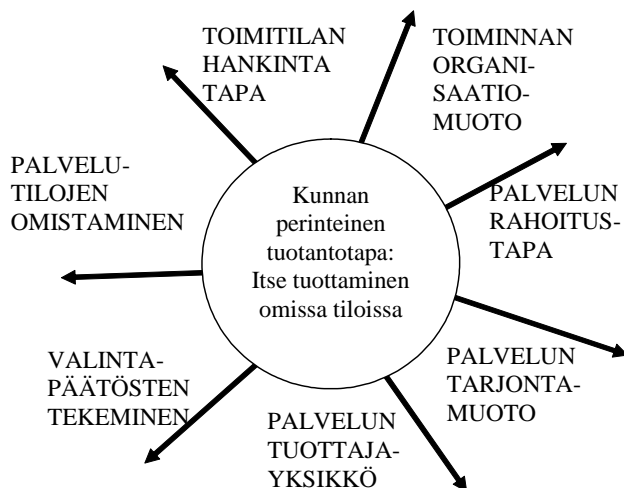 TOIMITILAN
HANKINTA
TAPA
TOIMINNAN
ORGANI-
SAATIO-
MUOTO
PALVELU-
TILOJEN
OMISTAMINEN
Kunnan
perinteinen
tuotantotapa:
Itse tuottaminen
omissa tiloissa
PALVELUN
RAHOITUS-
TAPA
VALINTA-
PÄÄTÖSTEN
TEKEMINEN
PALVELUN
TUOTTAJA-
YKSIKKÖ
PALVELUN
TARJONTA-
MUOTO